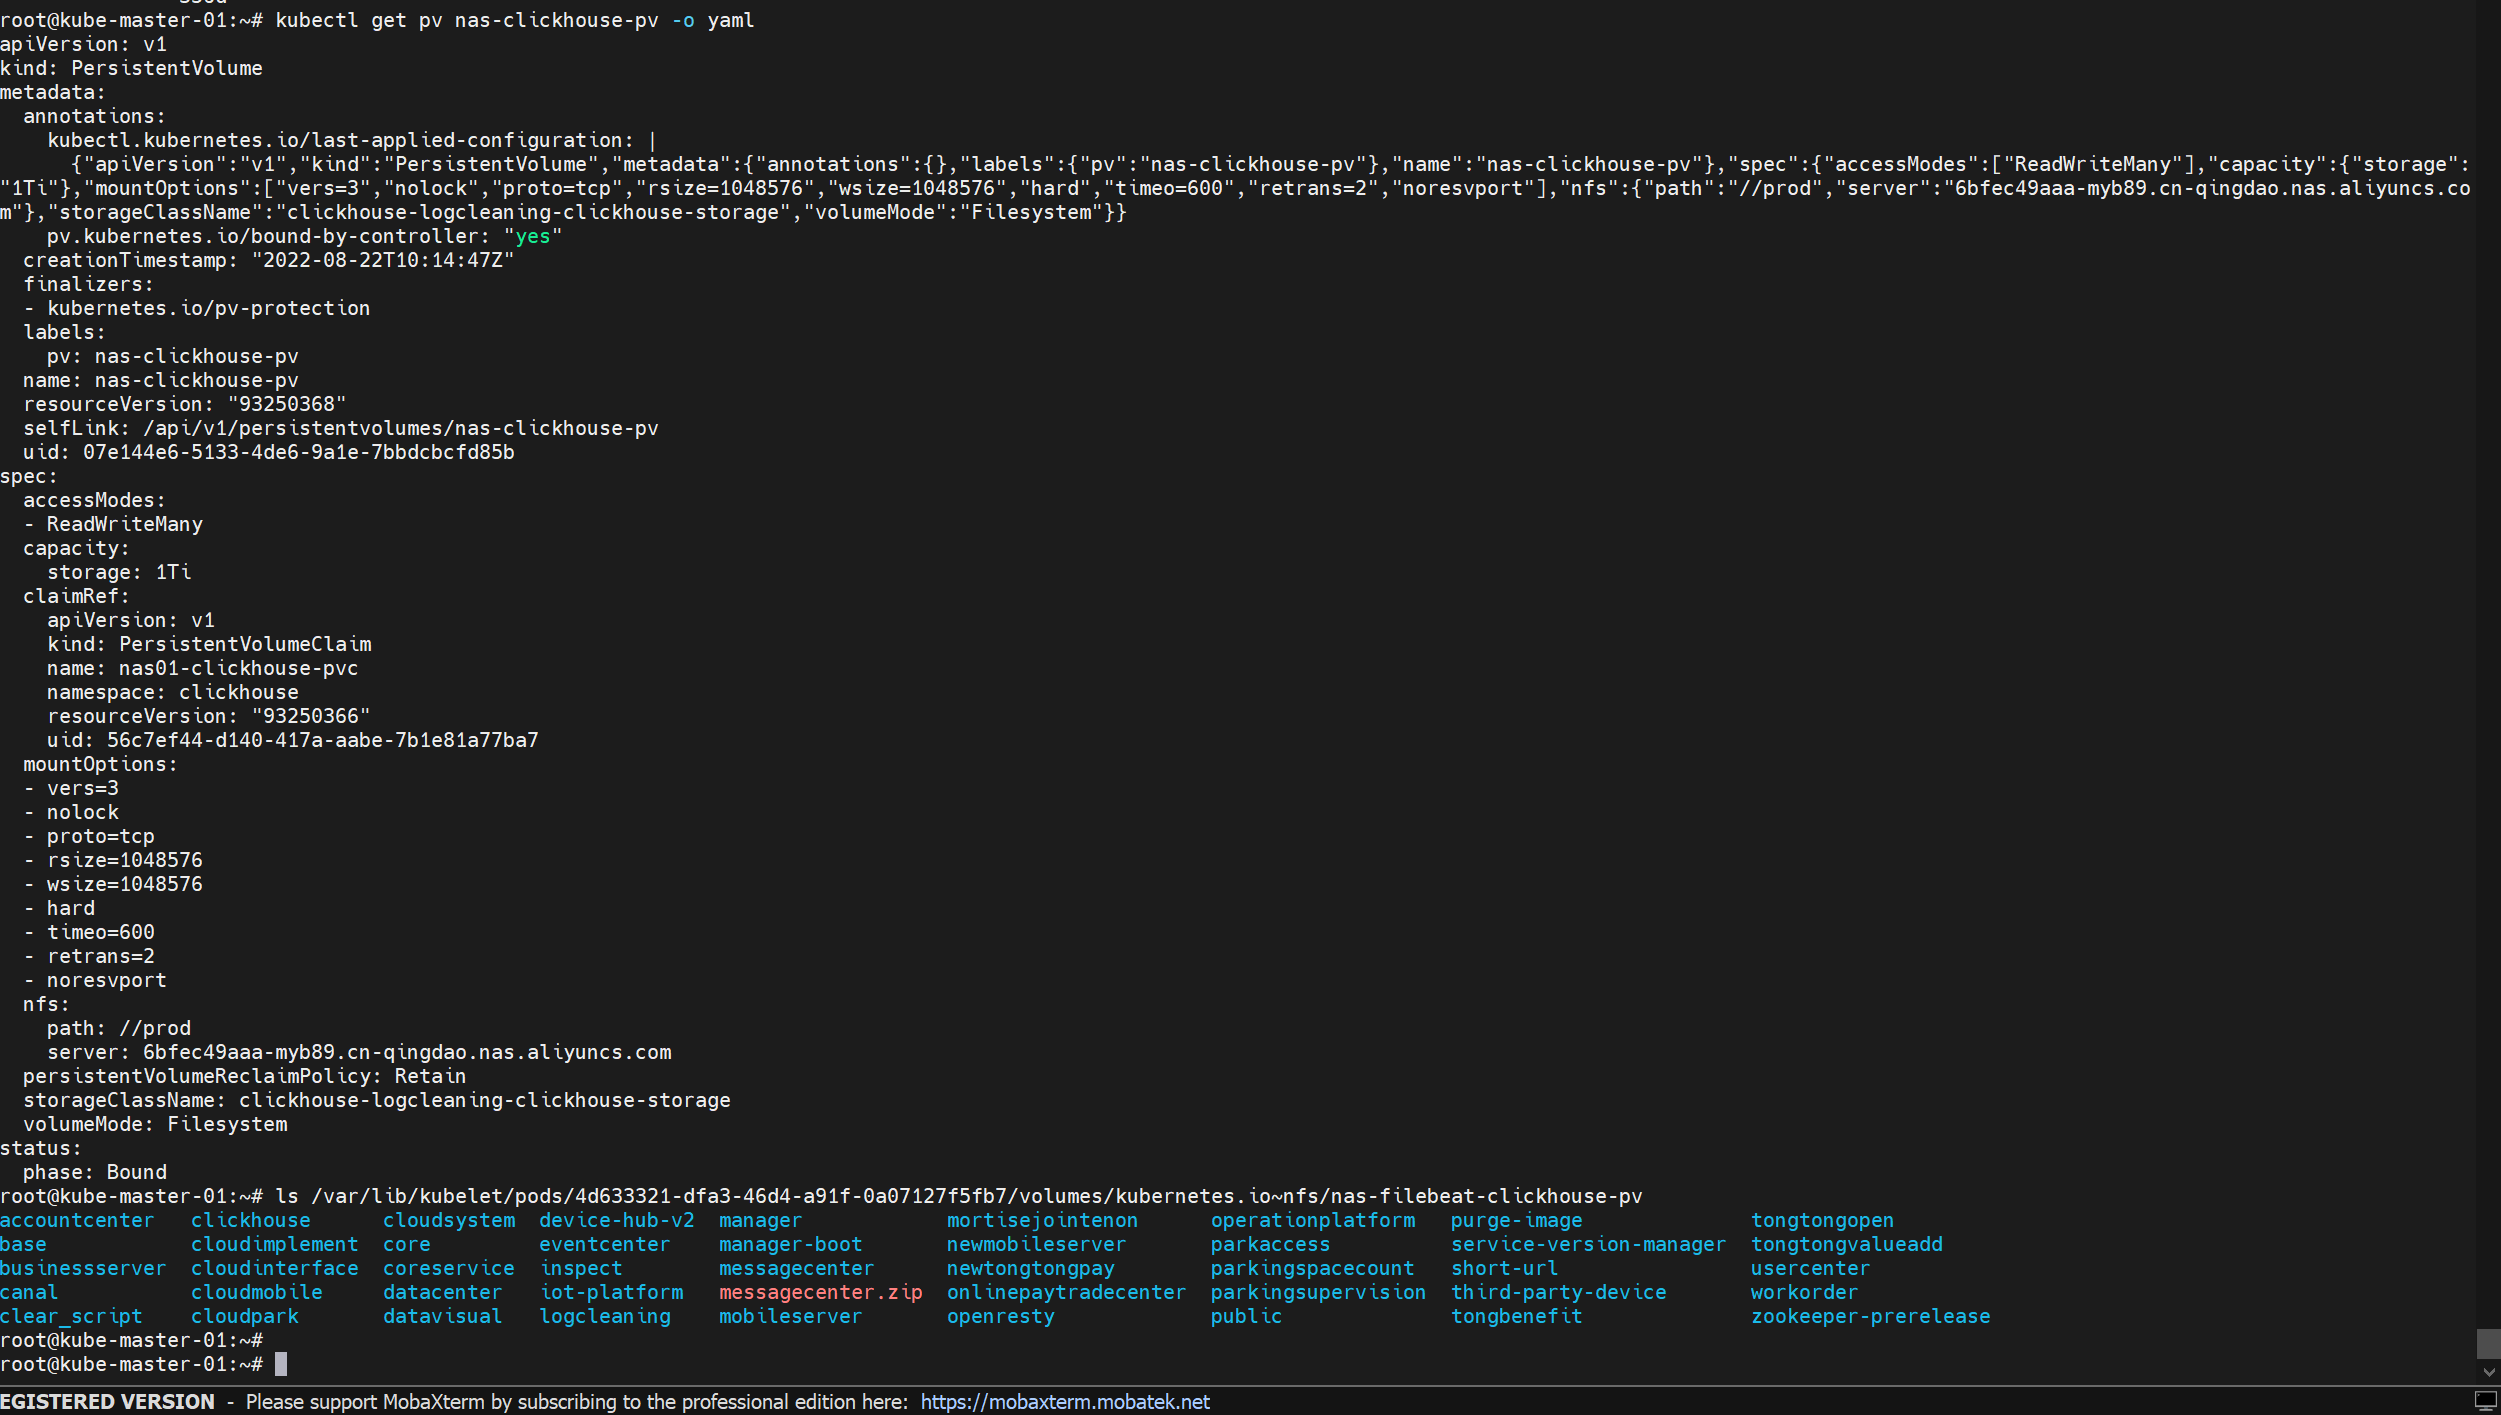 root@kube-master-01:~# kubectl get pv nas-clickhouse-pv -o yaml
apiVersion: v1
kind: PersistentVolume
metadata:
  annotations:
    kubectl.kubernetes.io/last-applied-configuration: |
      {"apiVersion":"v1","kind":"PersistentVolume","metadata":{"annotations":{},"labels":{"pv":"nas-clickhouse-pv"},"name":"nas-clickhouse-pv"},"spec":{"accessModes":["ReadWriteMany"],"capacity":{"storage":
"1Ti"},"mountOptions":["vers=3","nolock","proto=tcp","rsize=1048576","wsize=1048576","hard","timeo=600","retrans=2","noresvport"],"nfs":{"path":"//prod","server":"6bfec49aaa-myb89.cn-qingdao.nas.aliyuncs.co
m"},"storageClassName":"clickhouse-logcleaning-clickhouse-storage","volumeMode":"Filesystem"}}
    pv.kubernetes.io/bound-by-controller: "yes"
  creationTimestamp: "2022-08-22T10:14:47Z"
  finalizers:
  - kubernetes.io/pv-protection
  labels:
    pv: nas-clickhouse-pv
  name: nas-clickhouse-pv
  resourceVersion: "93250368"
  selfLink: /api/v1/persistentvolumes/nas-clickhouse-pv
  uid: 07e144e6-5133-4de6-9a1e-7bbdcbcfd85b
spec:
  accessModes:
  - ReadWriteMany
  capacity:
    storage: 1Ti
  claimRef:
    apiVersion: v1
    kind: PersistentVolumeClaim
    name: nas01-clickhouse-pvc
    namespace: clickhouse
    resourceVersion: "93250366"
    uid: 56c7ef44-d140-417a-aabe-7b1e81a77ba7
  mountOptions:
  - vers=3
  - nolock
  - proto=tcp
  - rsize=1048576
  - wsize=1048576
  - hard
  - timeo=600
  - retrans=2
  - noresvport
  nfs:
    path: //prod
    server: 6bfec49aaa-myb89.cn-qingdao.nas.aliyuncs.com
  persistentVolumeReclaimPolicy: Retain
  storageClassName: clickhouse-logcleaning-clickhouse-storage
  volumeMode: Filesystem
status:
  phase: Bound
root@kube-master-01:~# ls /var/lib/kubelet/pods/4d633321-dfa3-46d4-a91f-0a07127f5fb7/volumes/kubernetes.io~nfs/nas-filebeat-clickhouse-pv
accountcenter   clickhouse      cloudsystem  device-hub-v2  manager            mortisejointenon      operationplatform  purge-image              tongtongopen
base            cloudimplement  core         eventcenter    manager-boot       newmobileserver       parkaccess         service-version-manager  tongtongvalueadd
businessserver  cloudinterface  coreservice  inspect        messagecenter      newtongtongpay        parkingspacecount  short-url                usercenter
canal           cloudmobile     datacenter   iot-platform   messagecenter.zip  onlinepaytradecenter  parkingsupervision  third-party-device       workorder
clear_script    cloudpark       datavisual   logcleaning    mobileserver       openresty             public             tongbenefit              zookeeper-prerelease
root@kube-master-01:~#
root@kube-master-01:~#
EGISTERED VERSION - Please support MobaXterm by subscribing to the professional edition here: https://mobaxterm.mobatek.net